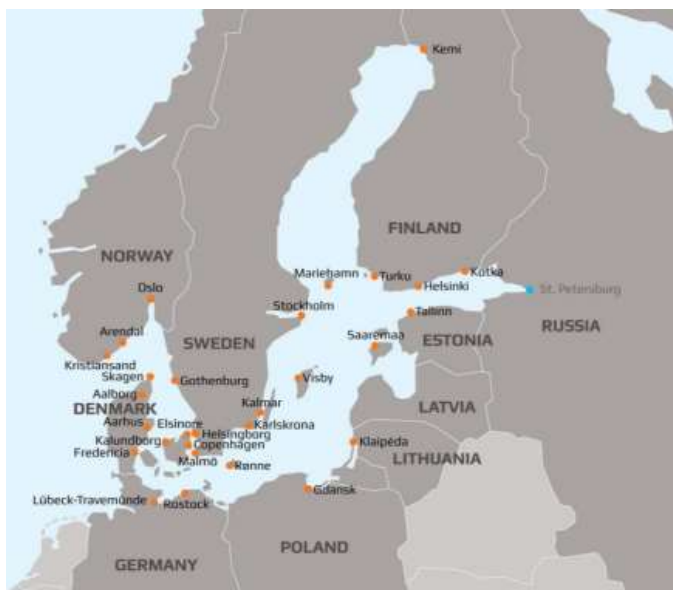 Kemi
FINLAND
NORWAY
Mariehamn
Turku
Kotka
Oslo
Helsinki
St. Petersburg
Stockholm
Tallinn
RUSSIA
Arendal
SWEDEN
Saaremaa
ESTONIA
Kristiansand
Skagen
Gothenburg
Visby
Aalborg
DENMARK
Kalmar
LATVIA
Aarhus
Elsinore
Karlskrona
Helsingborg
Kalundborg
Copenhagen
Klaipėda
Fredericia
Malmö
Rønne
LITHUANIA
Gdansk
Lübeck-Travemünde
Rostock
POLAND
GERMANY